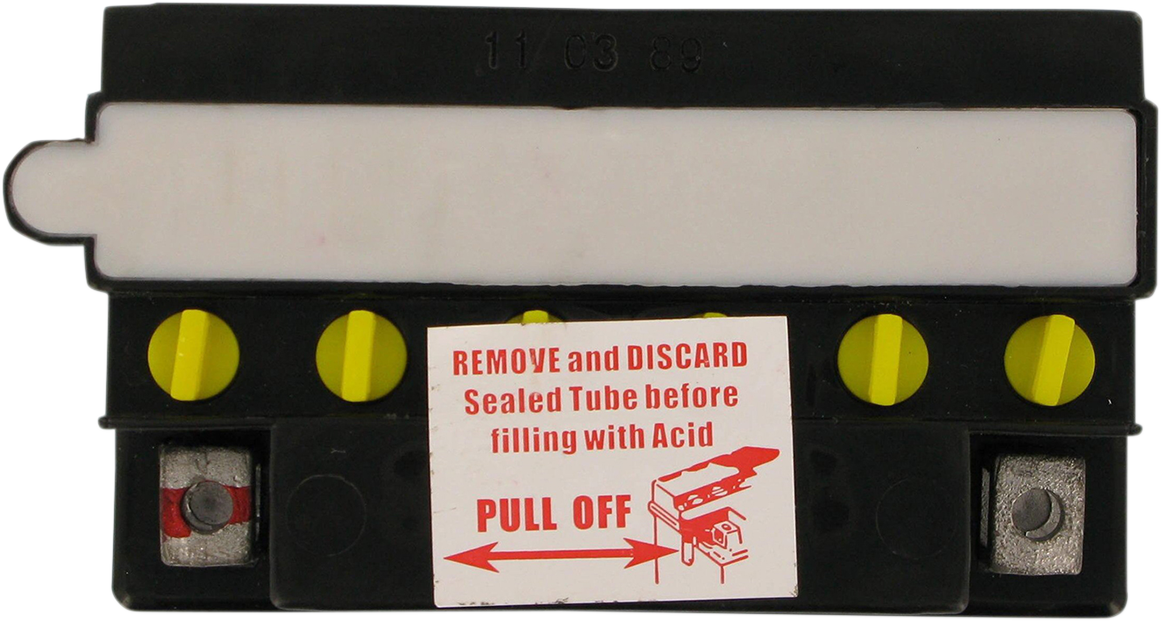 11 03 89
REMOVE and DISCARD
Sealed Tube before
filling with Acid
PULL OFF